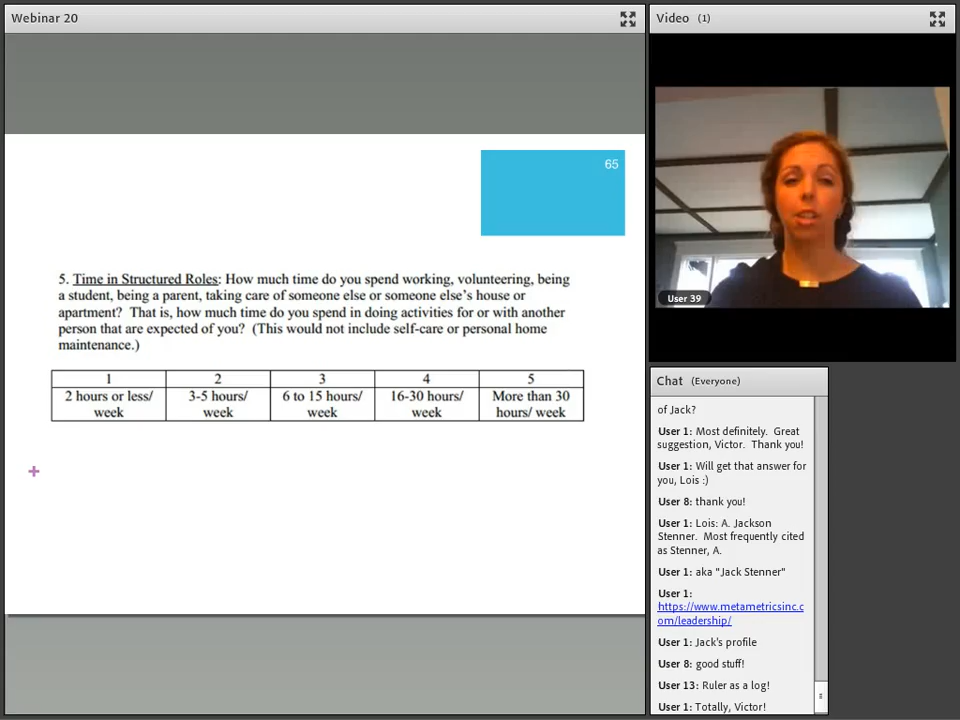 Webinar 20
65
5. Time in Structured Roles: How much time do you spend working, volunteering, being
a student, being a parent, taking care of someone else or someone else's house or
apartment? That is, how much time do you spend in doing activities for or with another
person that are expected of you? (This would not include self-care or personal home
maintenance.)
1 2 3 4 5
2 hours or less/ 3-5 hours/ 6 to 15 hours/ 16-30 hours/ More than 30
week week week week hours/ week
Video (1)
User 39
Chat (Everyone)
of Jack?
User 1: Most definitely. Great
suggestion, Victor. Thank you!
User 1: Will get that answer for
you, Lois :)
User 8: thank you!
User 1: Lois: A. Jackson
Stenner. Most frequently cited
as Stenner, A.
User 1: aka "Jack Stenner"
User 1:
https://www.metametricsinc.c
om/leadership/
User 1: Jack's profile
User 8: good stuff!
User 13: Ruler as a log!
User 1: Totally, Victor!